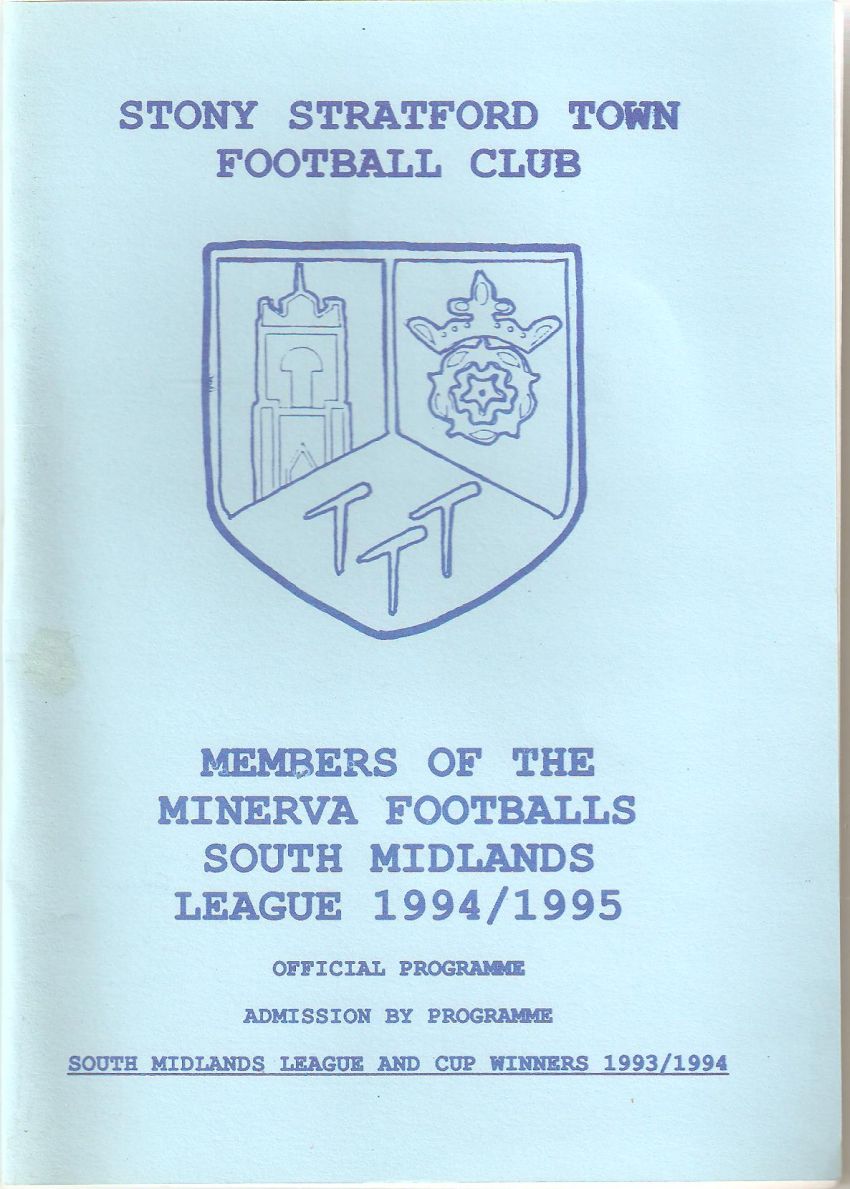 STONY STRATFORD TOWN
FOOTBALL CLUB
MEMBERS OF THE
MINERVA FOOTBALLS
SOUTH MIDLANDS
LEAGUE 1994/1995
OFFICIAL PROGRAMME
ADMISSION BY PROGRAMME
SOUTH MIDLANDS LEAGUE AND CUP WINNERS 1993/1994